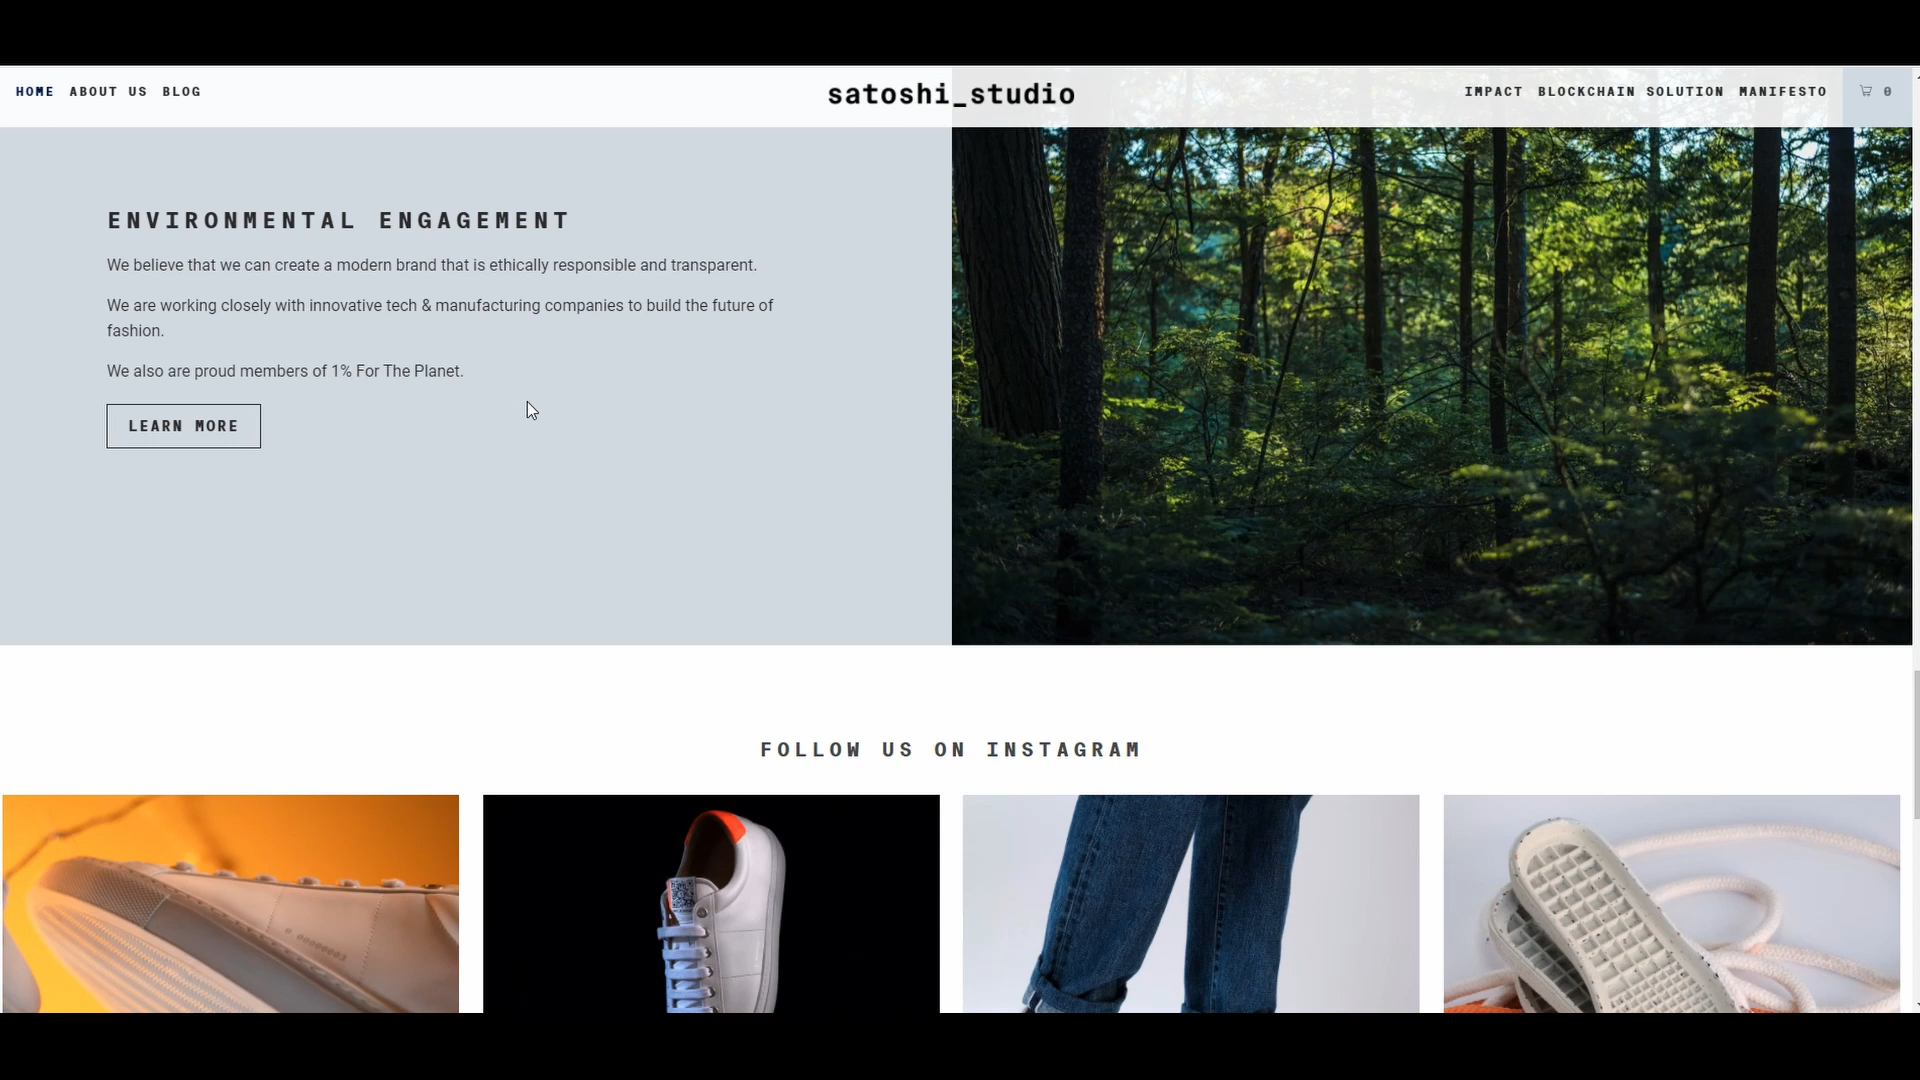 HOME ABOUT US BLOG
satoshi_studio
IMPACT BLOCKCHAIN SOLUTION MANIFESTO 0
ENVIRONMENTAL ENGAGEMENT
We believe that we can create a modern brand that is ethically responsible and transparent.
We are working closely with innovative tech & manufacturing companies to build the future of
fashion.
We also are proud members of 1% For The Planet.
LEARN MORE
FOLLOW US ON INSTAGRAM